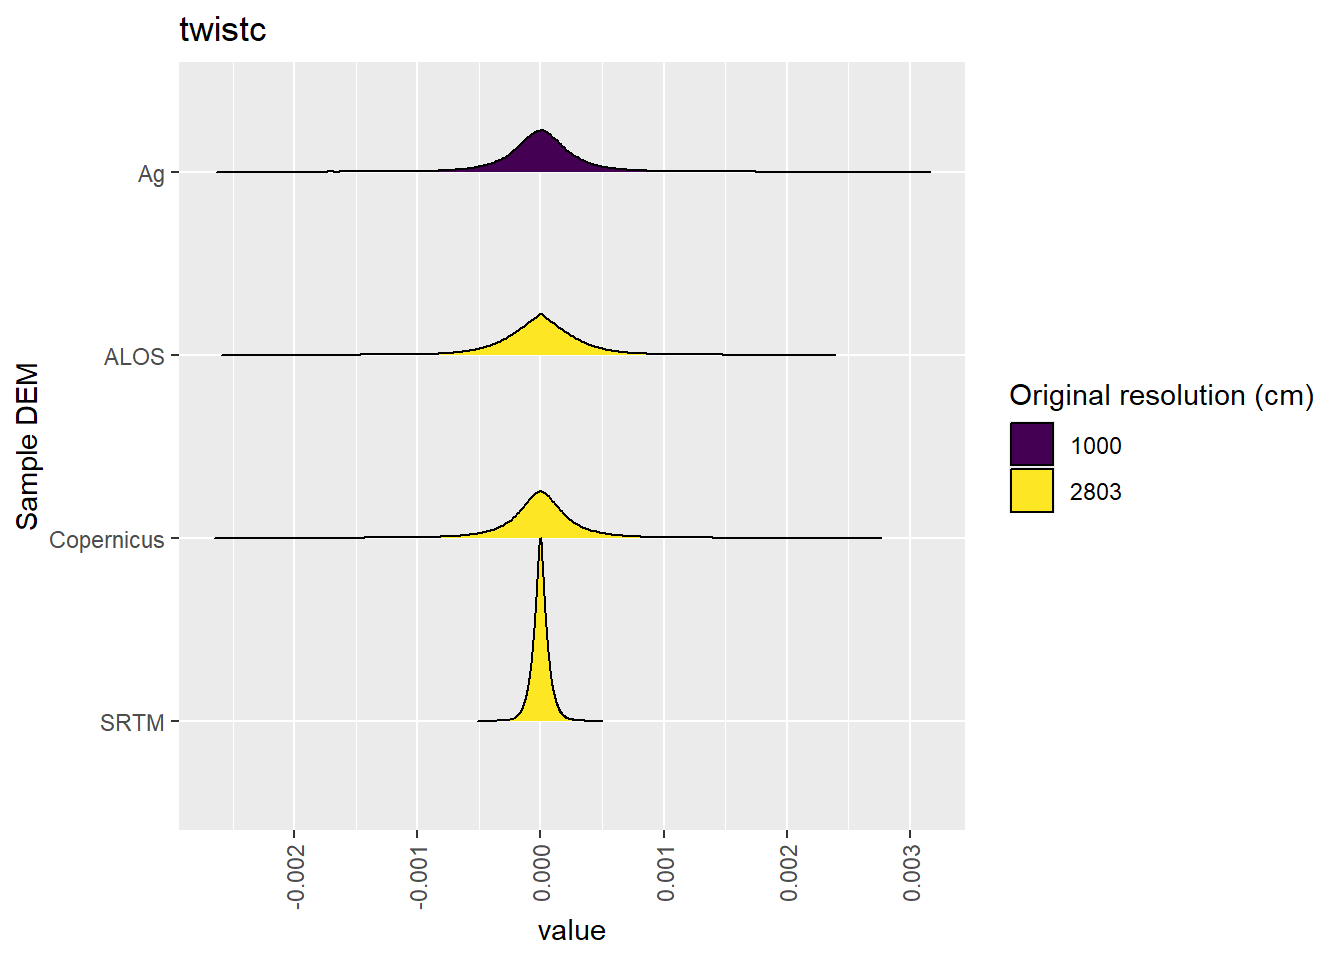 twistc
Sample DEM
Ag
ALOS
Copernicus
SRTM
-0.002
-0.001
0.000
0.001
0.002
0.003
value
Original resolution (cm)
1000
2803